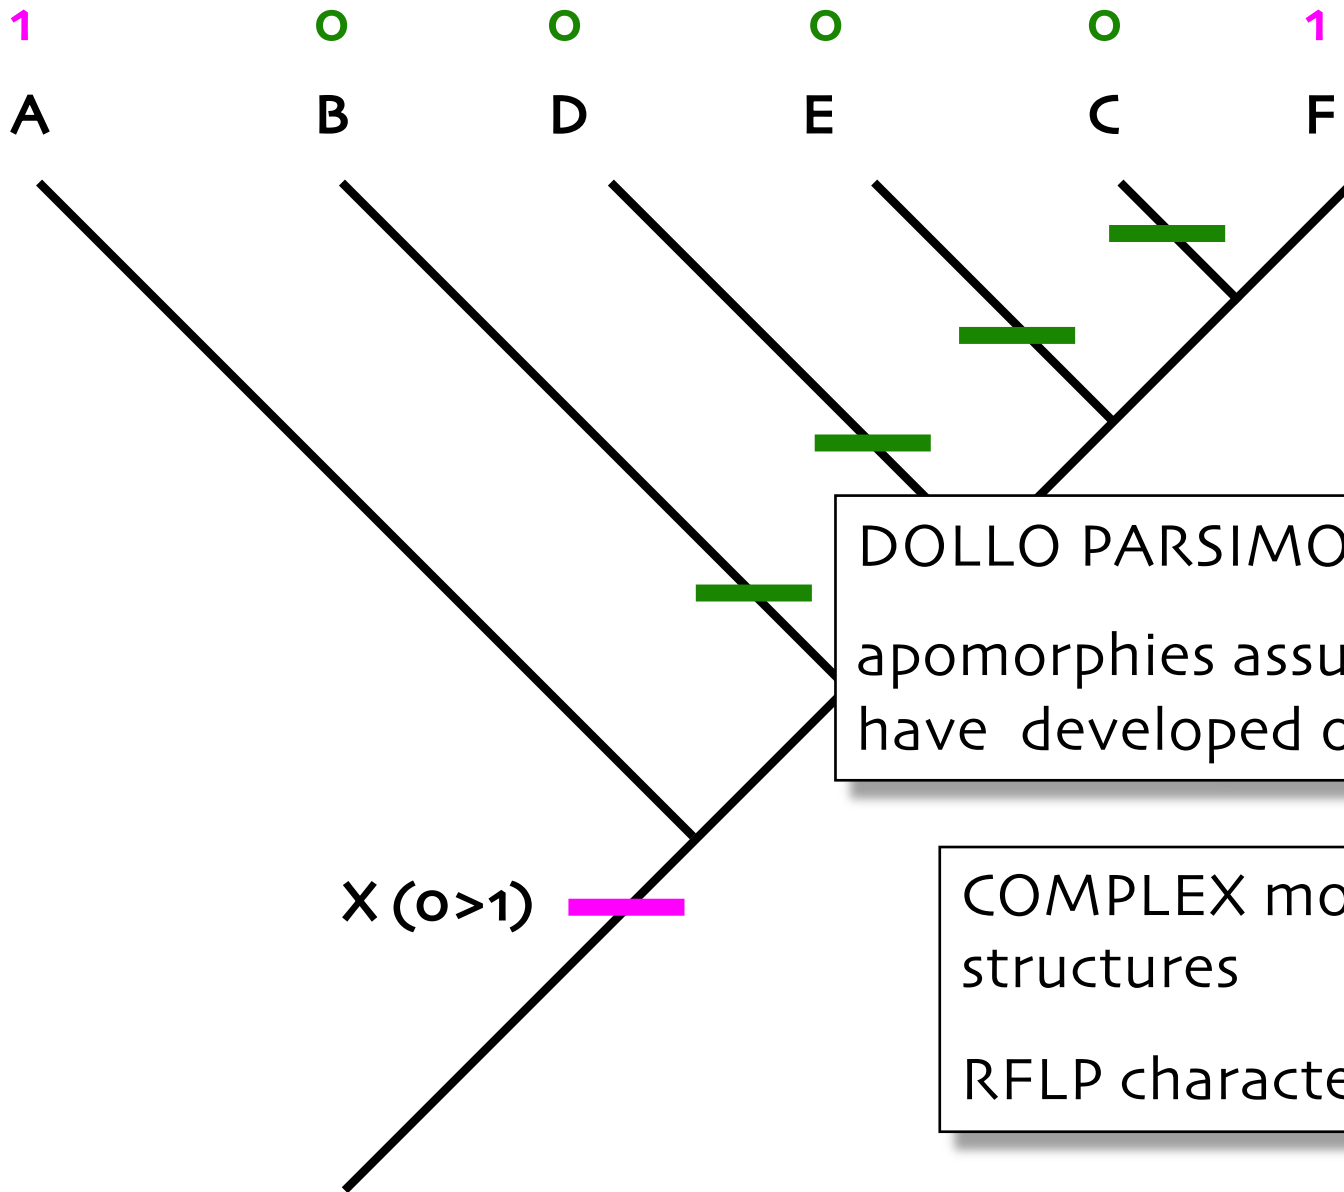 1 0 0 0 0 1
A B D E C F
DOLLO PARSIMO
apomorphies assu
have developed o
X (0>1)
COMPLEX mo
structures
RFLP characte